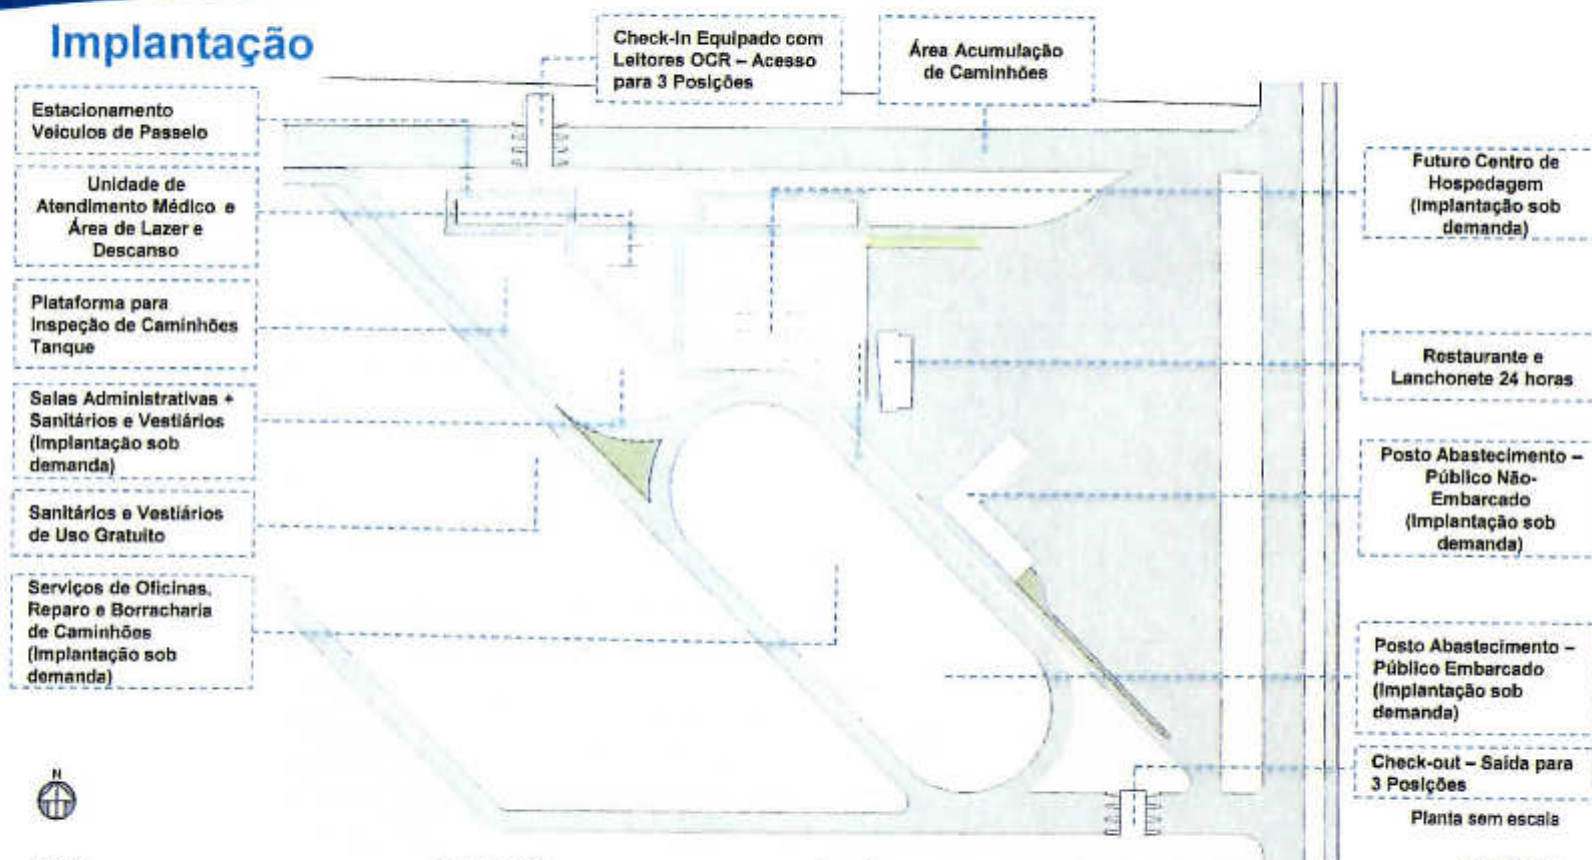 Implantação
Check-In Equipado com
Leitores OCR – Acesso
para 3 Posições
Área Acumulação
de Caminhões
Estacionamento
Veículos de Passeio
Unidade de
Atendimento Médico e
Área de Lazer e
Descanso
Plataforma para
Inspeção de Caminhões
Tanque
Salas Administrativas +
Sanitários e Vestiários
(Implantação sob
demanda)
Sanitários e Vestiários
de Uso Gratuito
Serviços de Oficinas,
Reparo e Borracharia
de Caminhões
(Implantação sob
demanda)
Futuro Centro de
Hospedagem
(Implantação sob
demanda)
Restaurante e
Lanchonete 24 horas
Posto Abastecimento –
Público Não-
Embarcado
(Implantação sob
demanda)
Posto Abastecimento –
Público Embarcado
(Implantação sob
demanda)
Check-out – Saída para
3 Posições
Planta sem escala
N